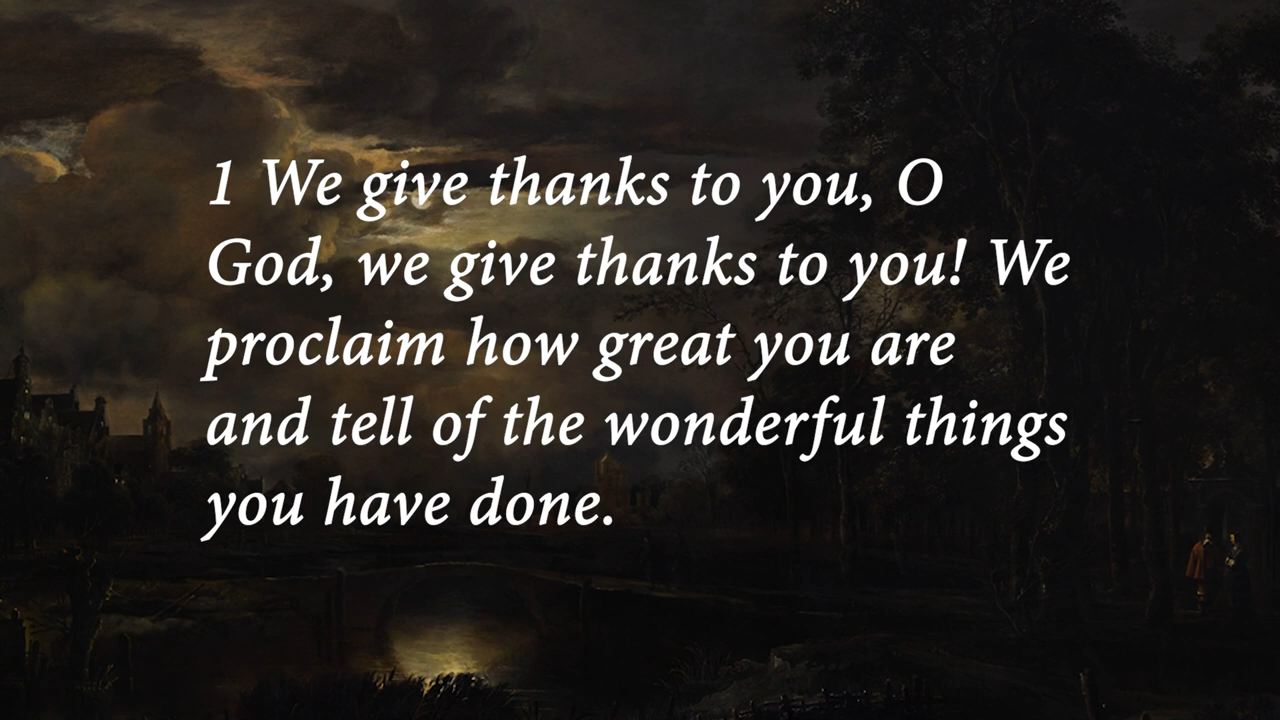 1 We give thanks to you, O
God, we give thanks to you! We
proclaim how great you are
and tell of the wonderful things
you have done.